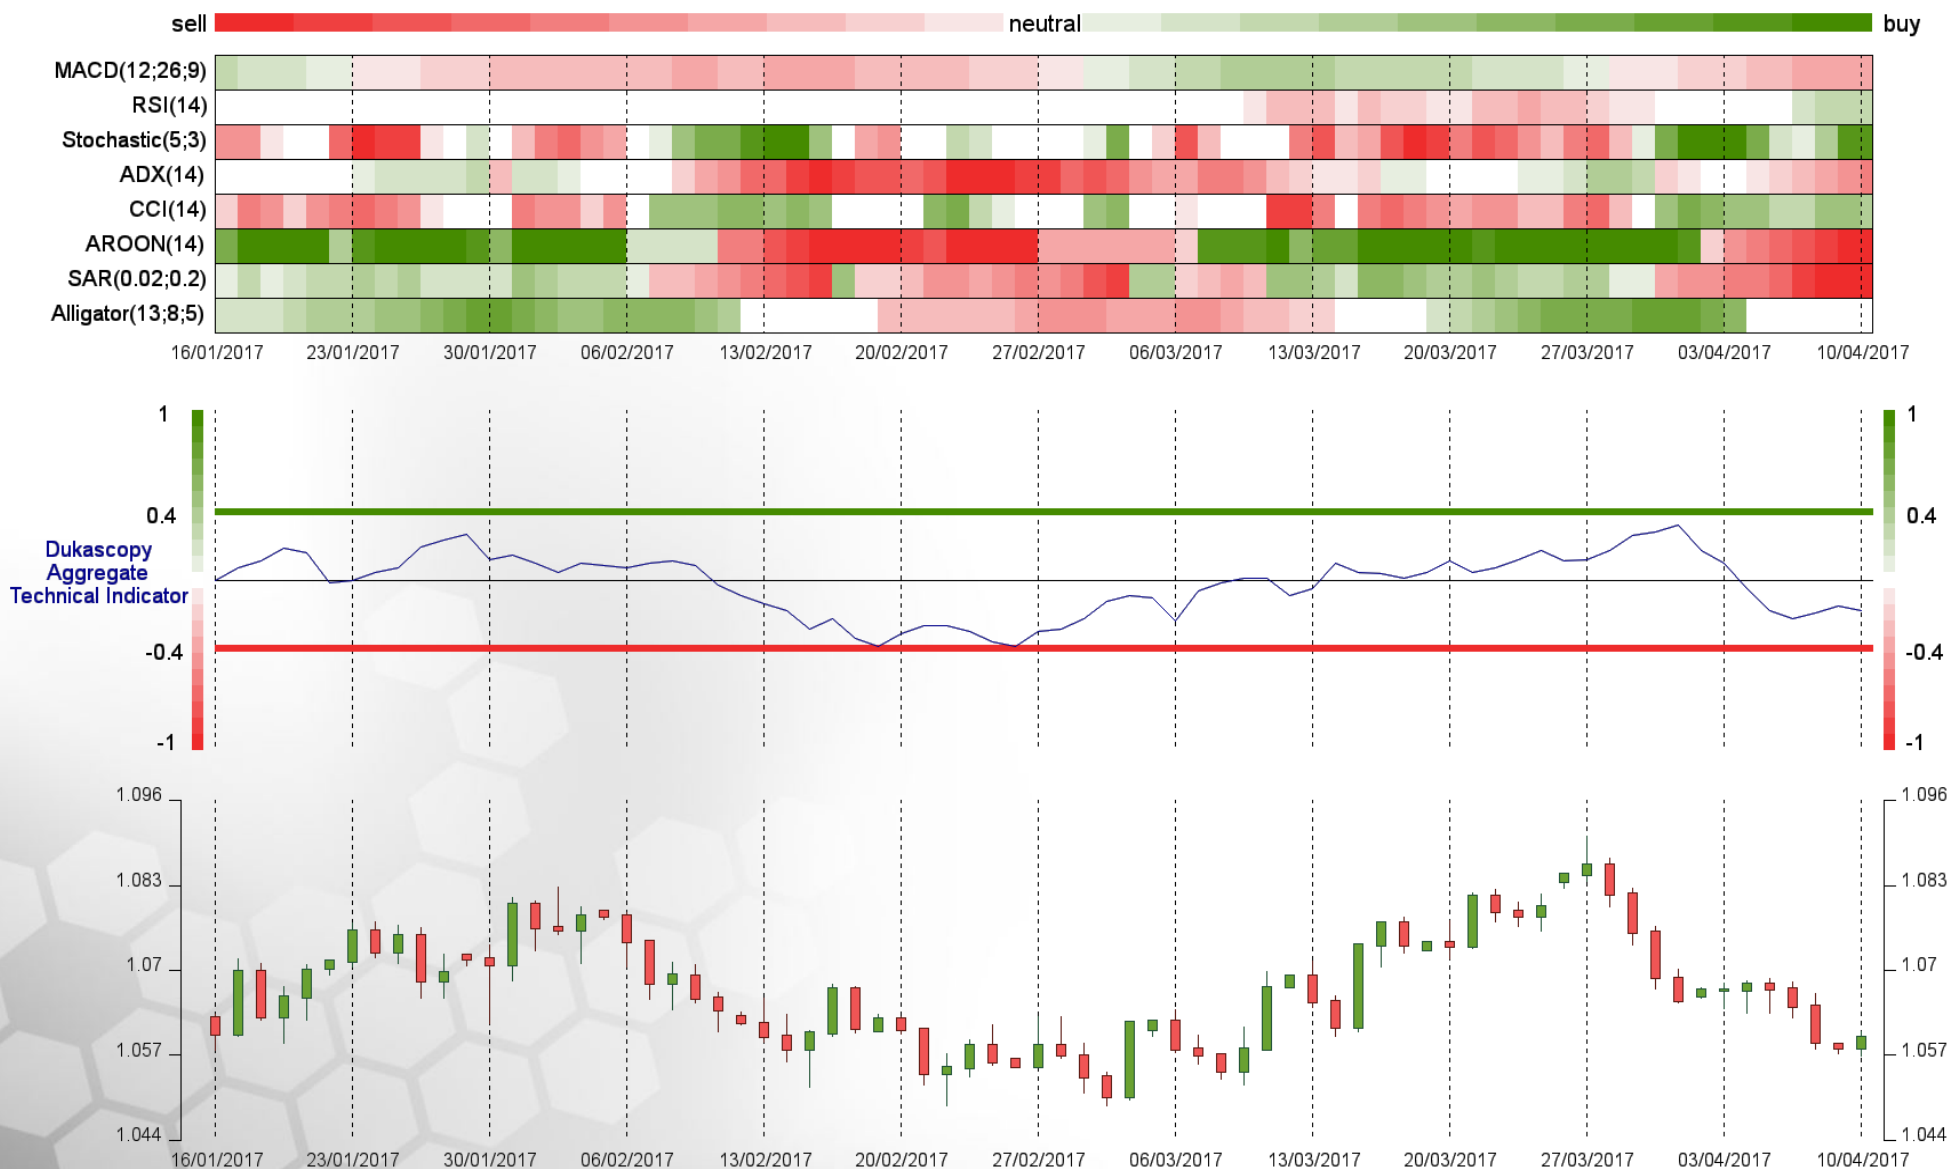 sell neutral buy
MACD(12;26;9)
RSI(14)
Stochastic(5;3)
ADX(14)
CCI(14)
AROON(14)
SAR(0.02;0.2)
Alligator(13;8;5)
16/01/2017 23/01/2017 30/01/2017 06/02/2017 13/02/2017 20/02/2017 27/02/2017 06/03/2017 13/03/2017 20/03/2017 27/03/2017 03/04/2017 10/04/2017
1 1
0.4 0.4
Dukascopy
Aggregate
Technical Indicator
-0.4 -0.4
-1 -1
1.096 1.096
1.083 1.083
1.07 1.07
1.057 1.057
1.044 1.044
16/01/2017 23/01/2017 30/01/2017 06/02/2017 13/02/2017 20/02/2017 27/02/2017 06/03/2017 13/03/2017 20/03/2017 27/03/2017 03/04/2017 10/04/2017